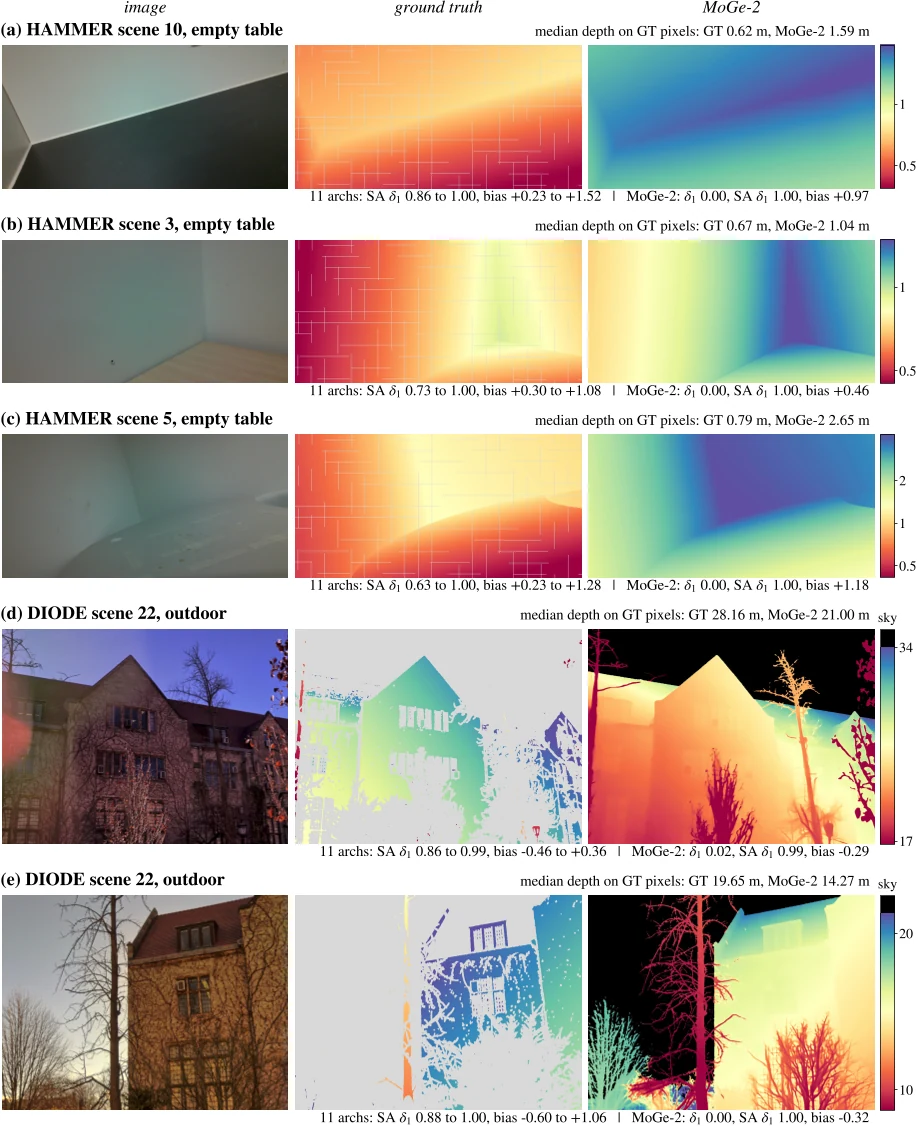 image ground truth MoGe-2
(a) HAMMER scene 10, empty table median depth on GT pixels: GT 0.62 m, MoGe-2 1.59 m
1
0.5
11 archs: SA δ1 0.86 to 1.00, bias +0.23 to +1.52 | MoGe-2: δ1 0.00, SA δ1 1.00, bias +0.97
(b) HAMMER scene 3, empty table median depth on GT pixels: GT 0.67 m, MoGe-2 1.04 m
1
0.5
11 archs: SA δ1 0.73 to 1.00, bias +0.30 to +1.08 | MoGe-2: δ1 0.00, SA δ1 1.00, bias +0.46
(c) HAMMER scene 5, empty table median depth on GT pixels: GT 0.79 m, MoGe-2 2.65 m
2
1
0.5
11 archs: SA δ1 0.63 to 1.00, bias +0.23 to +1.28 | MoGe-2: δ1 0.00, SA δ1 1.00, bias +1.18
(d) DIODE scene 22, outdoor median depth on GT pixels: GT 28.16 m, MoGe-2 21.00 m sky
34
17
11 archs: SA δ1 0.86 to 0.99, bias -0.46 to +0.36 | MoGe-2: δ1 0.02, SA δ1 0.99, bias -0.29
(e) DIODE scene 22, outdoor median depth on GT pixels: GT 19.65 m, MoGe-2 14.27 m sky
20
10
11 archs: SA δ1 0.88 to 1.00, bias -0.60 to +1.06 | MoGe-2: δ1 0.00, SA δ1 1.00, bias -0.32